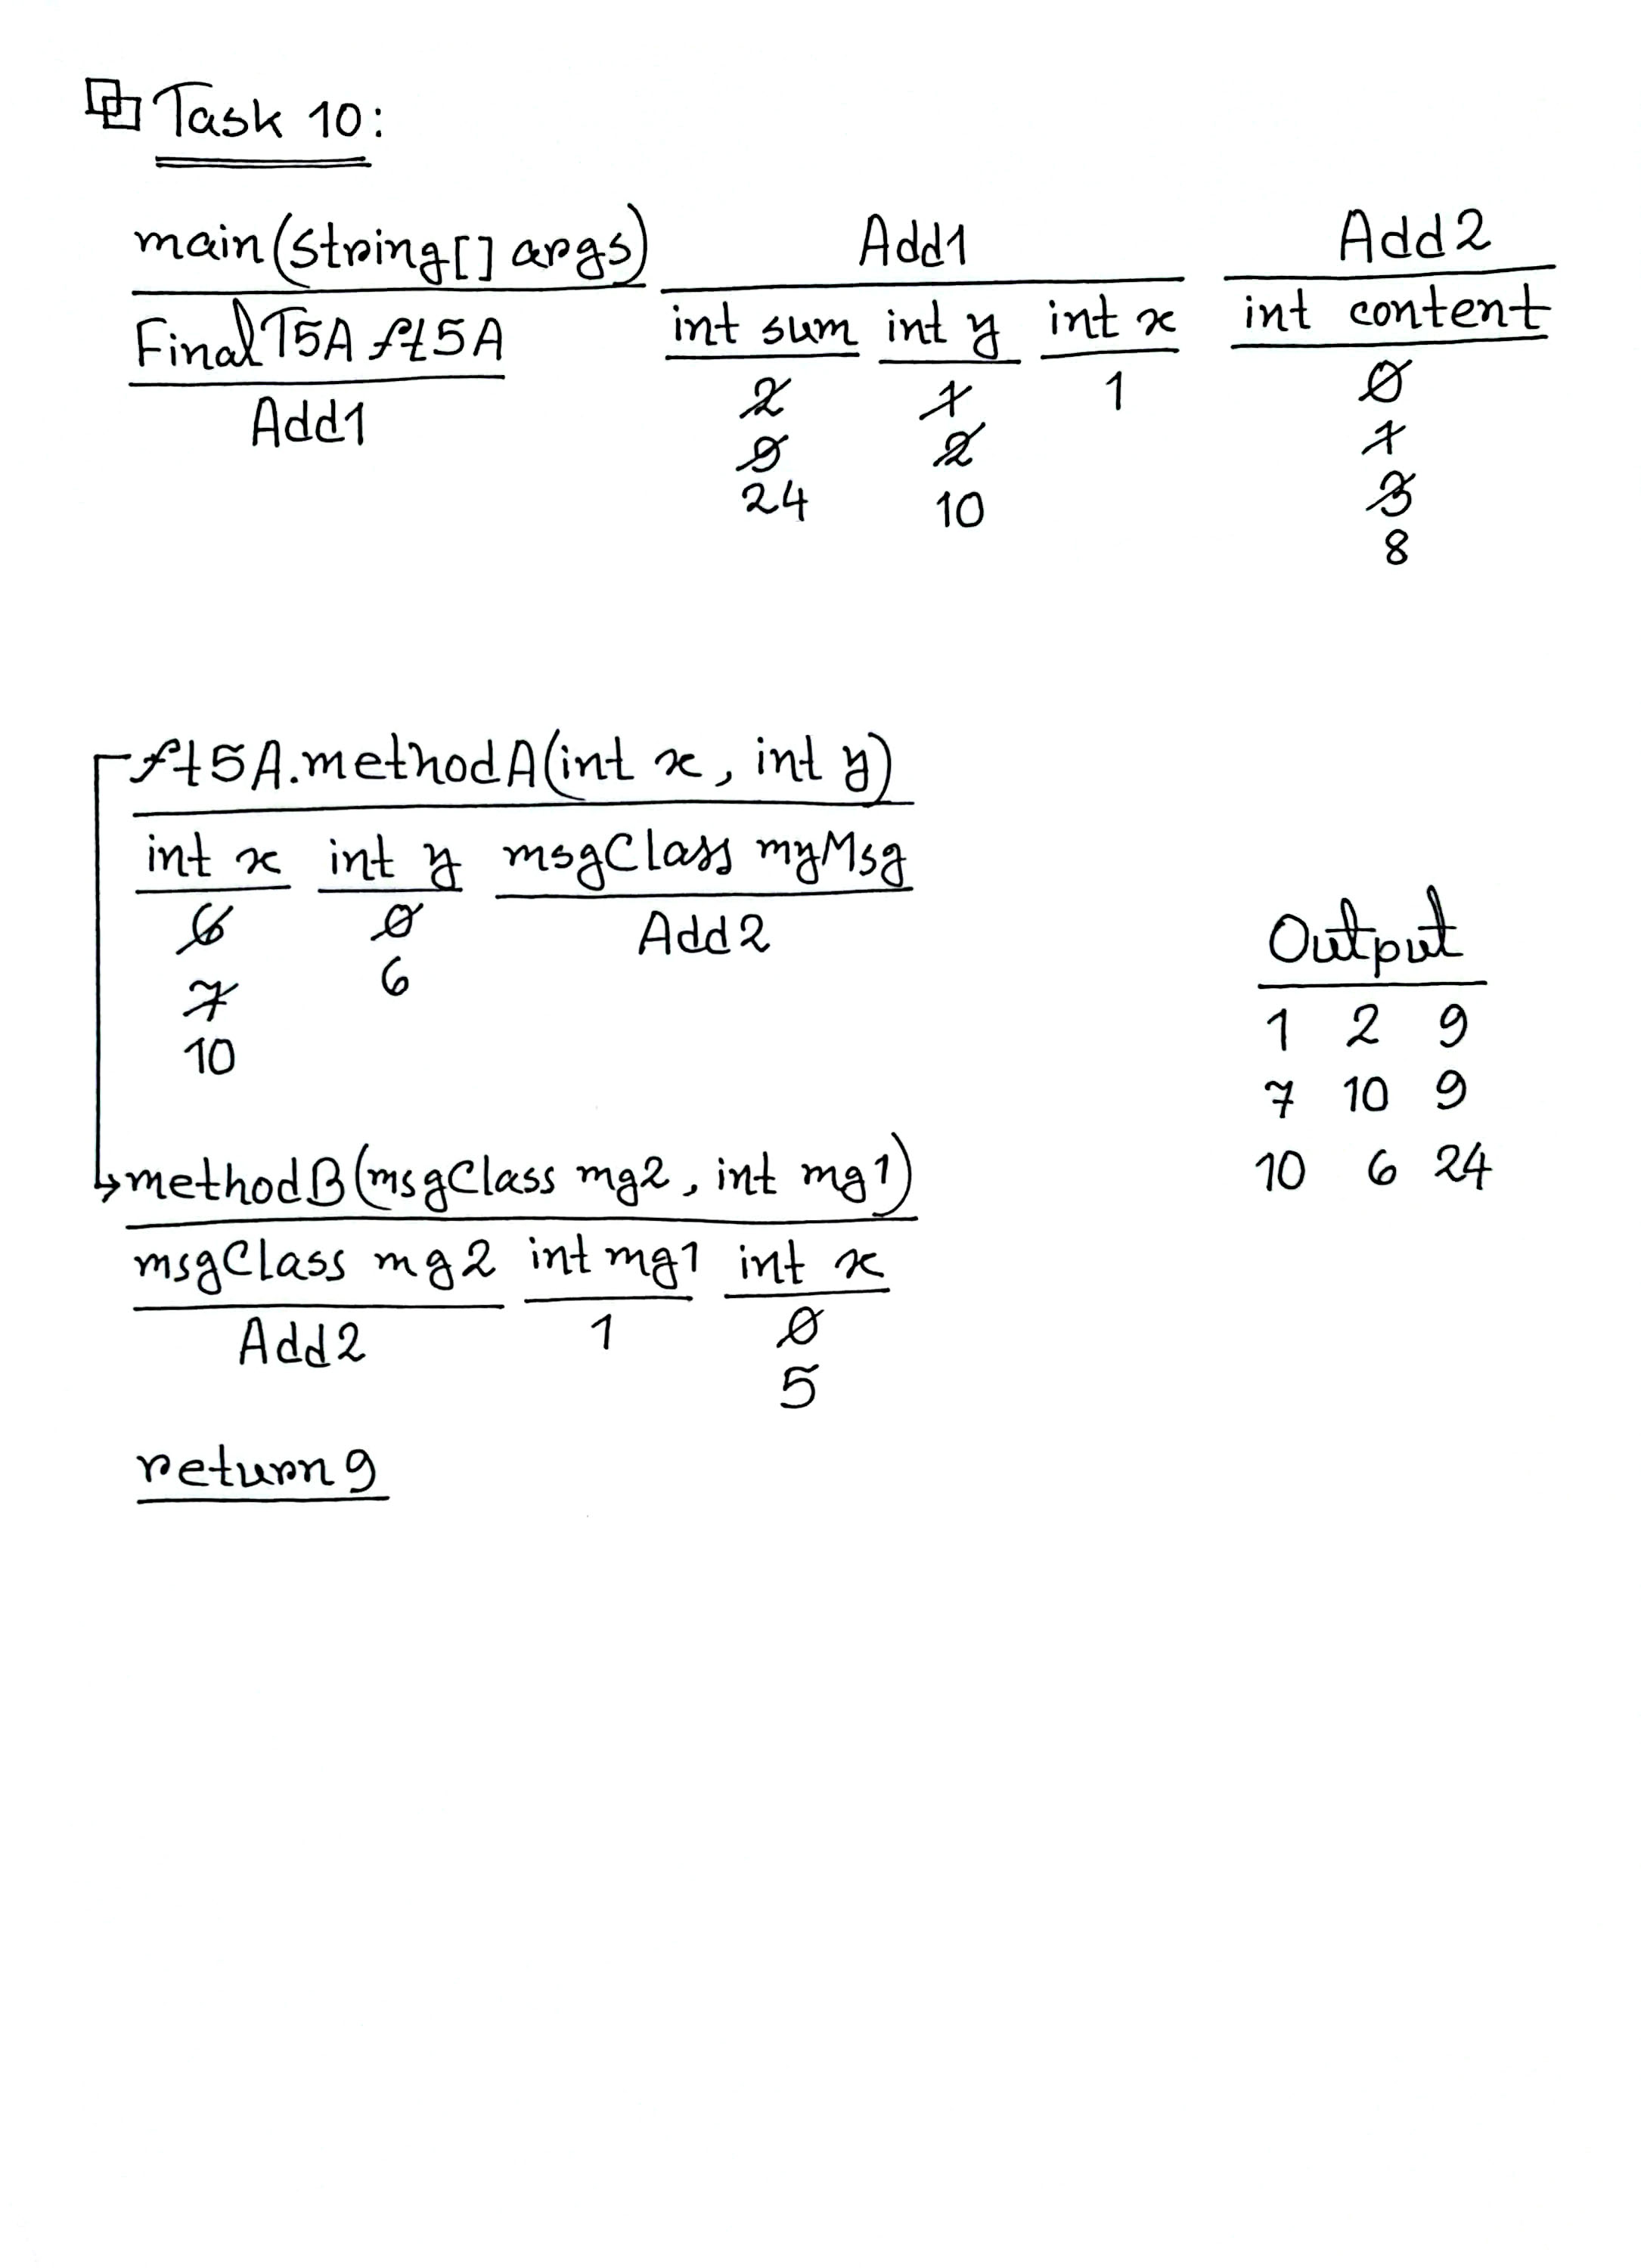 Task 10:
main(String[] args) Add1 Add2
FinalT5A ft5A int sum int y int x int content
Add1 2 1 1 0
9 2 1
24 10 3
8
ft5A.methodA(int x, int y)
int x int y msgClass myMsg
6 0 Add2
7 6
10
Output
1 2 9
7 10 9
10 6 24
methodB(msgClass mg2, int mg1)
msgClass mg2 int mg1 int x
Add2 1 0
5
return 9